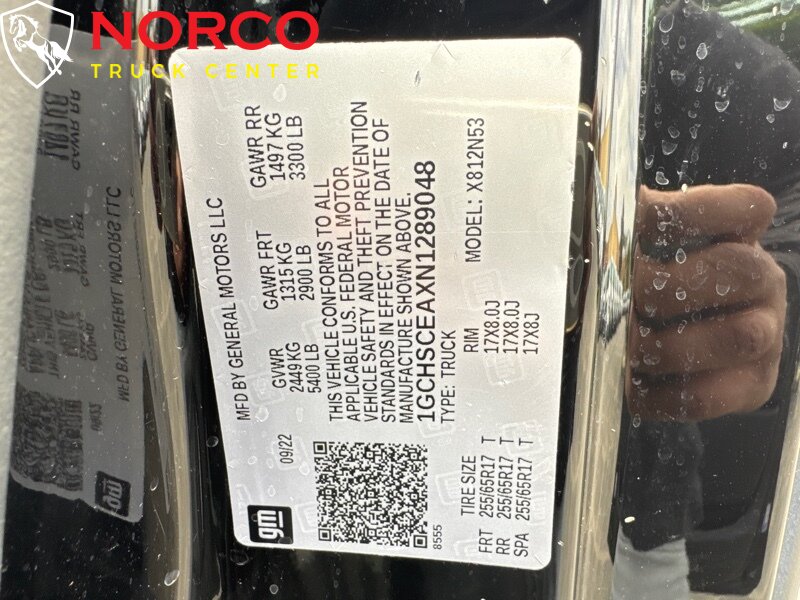 NORCO
TRUCK CENTER
gm
MFD BY GENERAL MOTORS LLC
09/22
GVWR GAWR FRT GAWR RR
2449KG 1315 KG 1497 KG
5400 LB 2900 LB 3300 LB
THIS VEHICLE CONFORMS TO ALL
APPLICABLE U.S. FEDERAL MOTOR
VEHICLE SAFETY AND THEFT PREVENTION
STANDARDS IN EFFECT ON THE DATE OF
MANUFACTURE SHOWN ABOVE.
1GCHSCEAXN1289048
8555
TYPE: TRUCK MODEL: X812N53
TIRE SIZE RIM
FRT 255/65R17 T 17X8.0J
RR 255/65R17 T 17X8.0J
SPA 255/65R17 T 17X8J